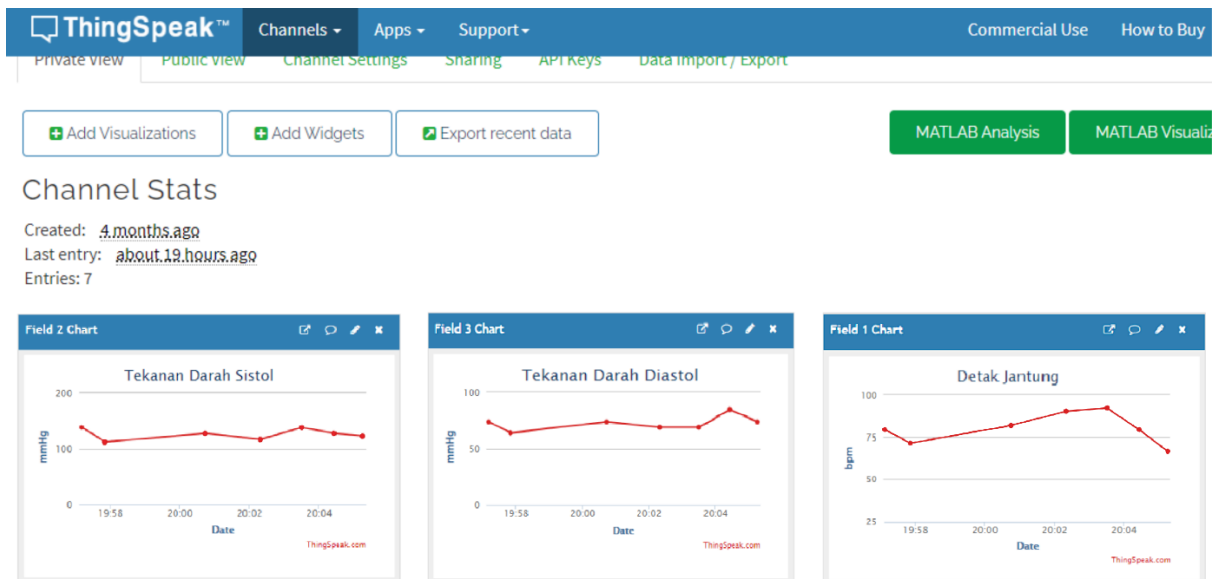 ThingSpeak™ Channels Apps Support Commercial Use How to Buy
Private View Public View Channel Settings Sharing API Keys Data Import / Export
Add Visualizations Add Widgets Export recent data MATLAB Analysis MATLAB Visualiz
Channel Stats
Created: 4 months ago
Last entry: about 19 hours ago
Entries: 7
Field 2 Chart
Tekanan Darah Sistol
200
100
0
mmHg
19:58 20:00 20:02 20:04
Date
ThingSpeak.com
Field 3 Chart
Tekanan Darah Diastol
100
50
0
mmHg
19:58 20:00 20:02 20:04
Date
ThingSpeak.com
Field 1 Chart
Detak Jantung
100
75
50
25
bpm
19:58 20:00 20:02 20:04
Date
ThingSpeak.com